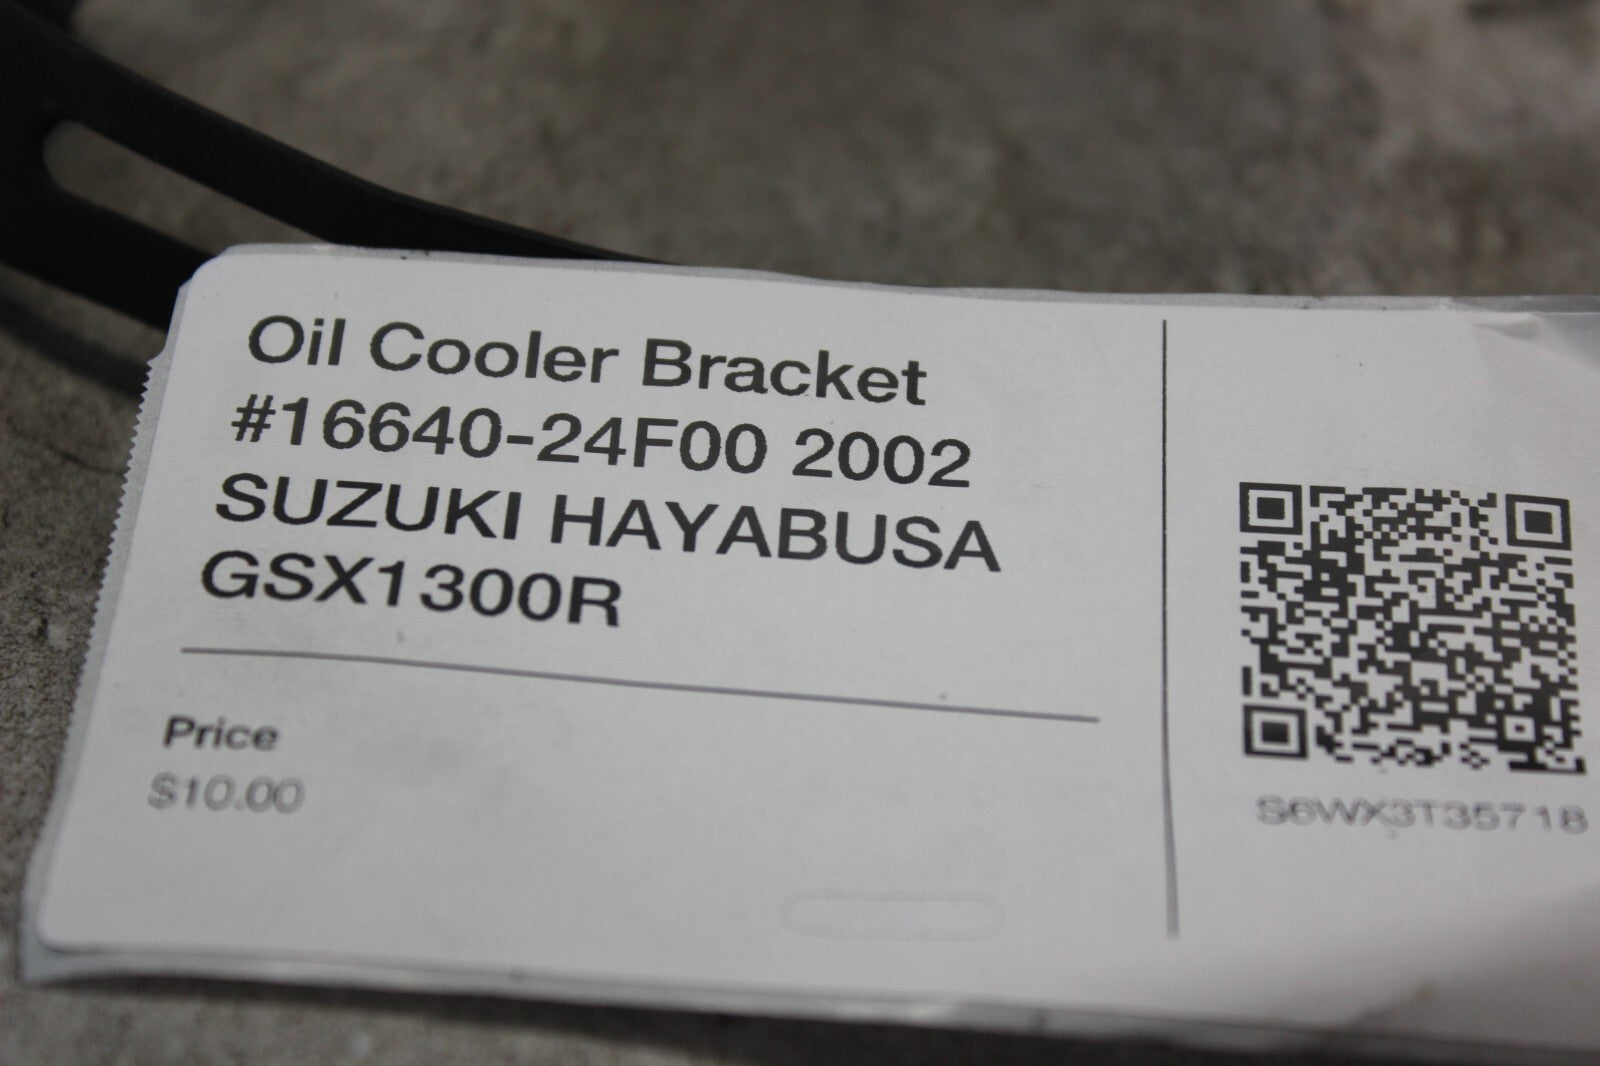 Oil Cooler Bracket
#16640-24F00 2002
SUZUKI HAYABUSA
GSX1300R
Price
$10.00
S6WX3T35718